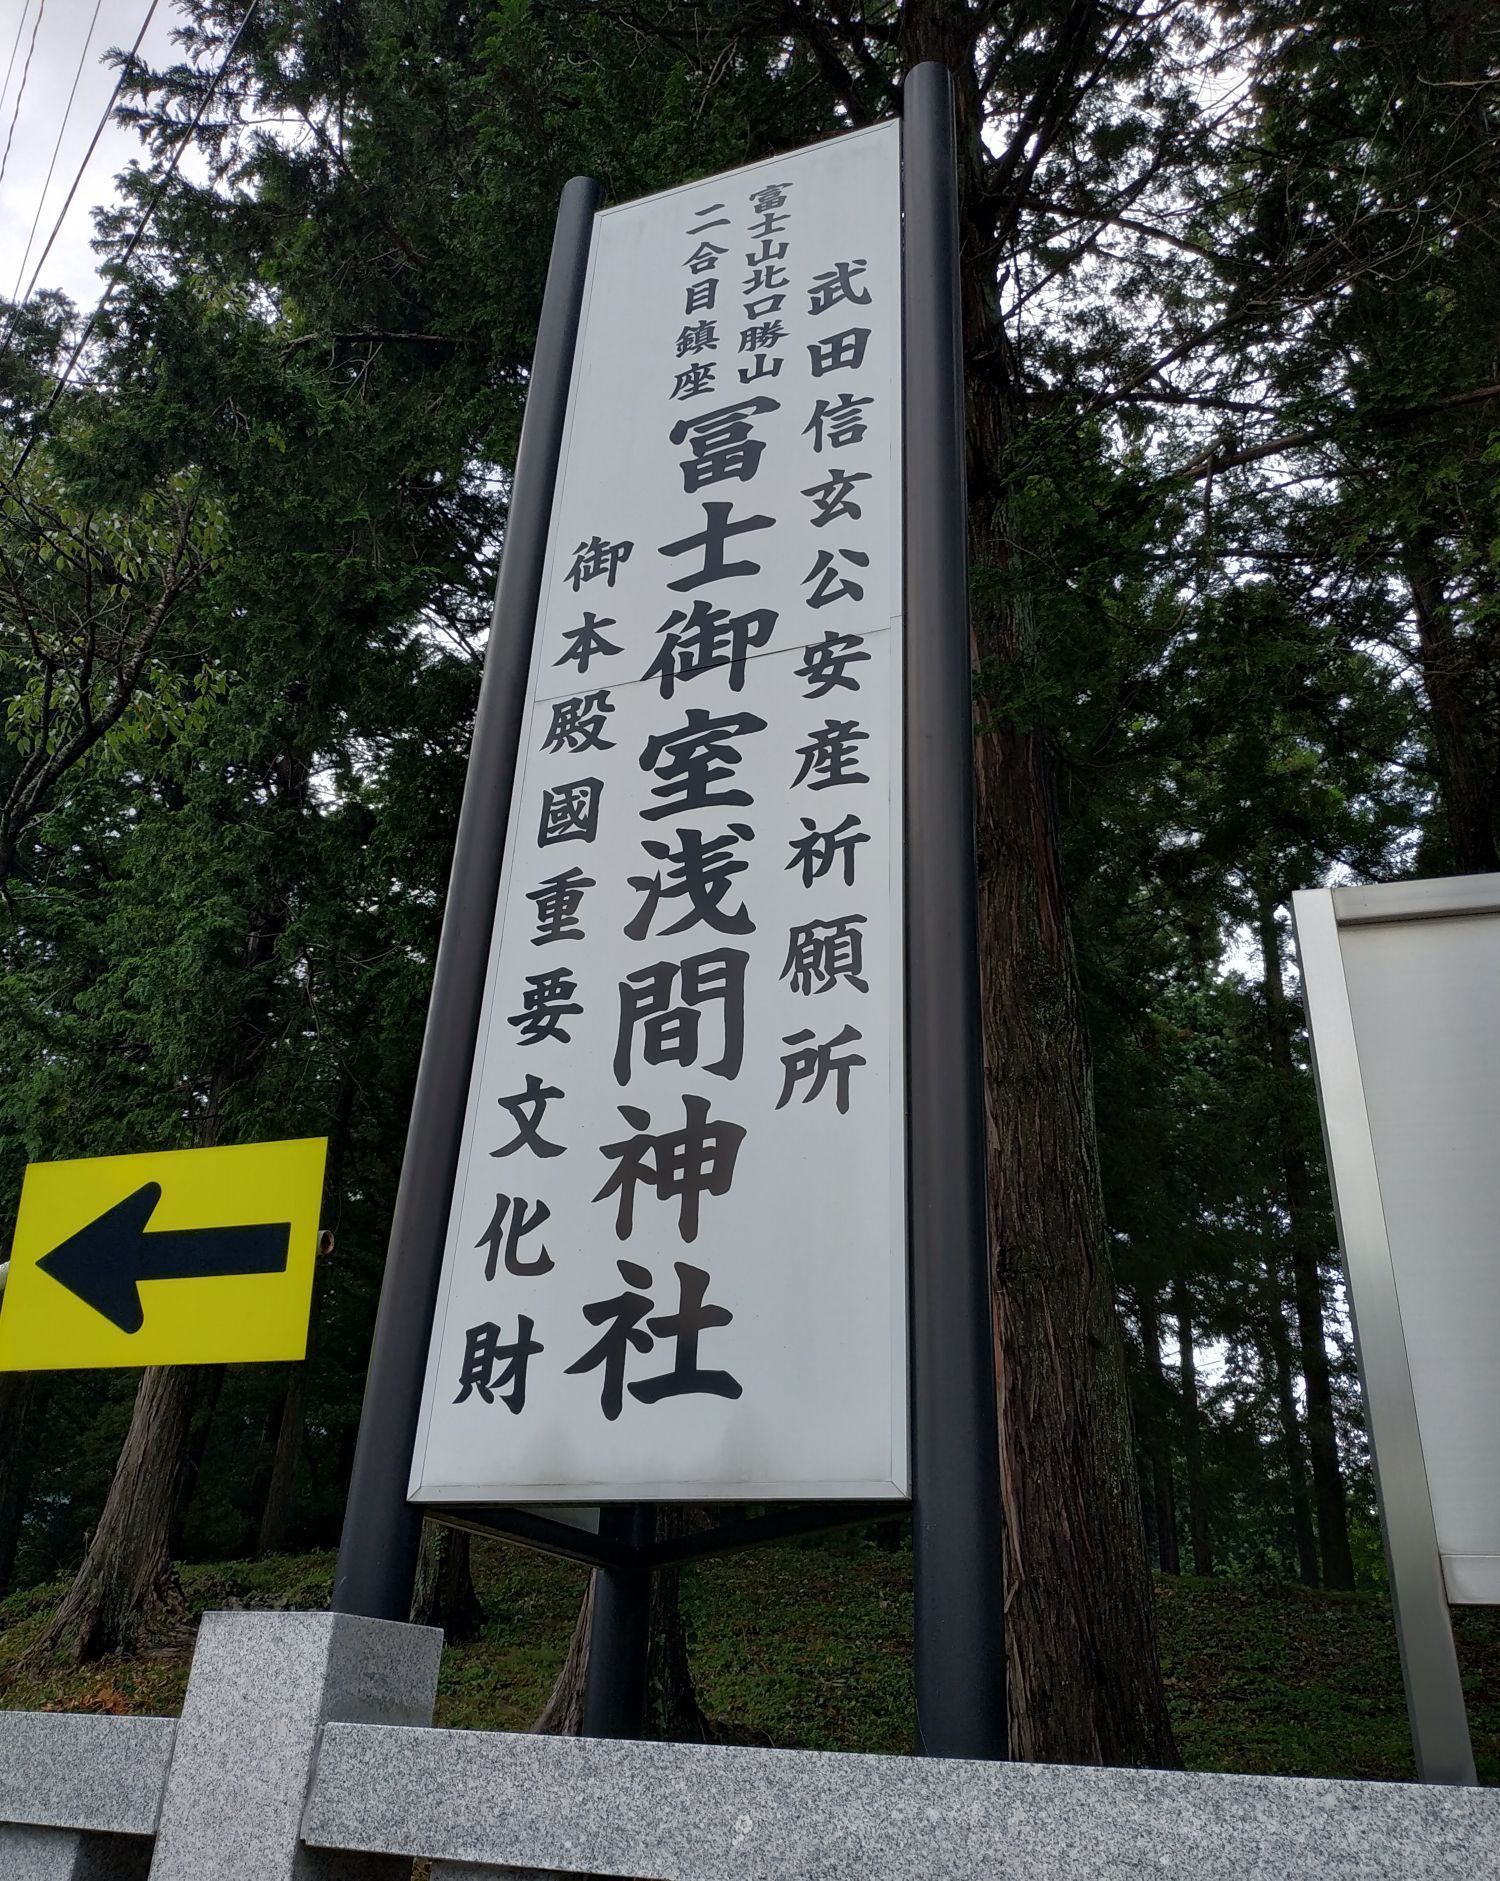 武田信玄公安産祈願所
富士山北口勝山
二合目鎮座
冨士御室浅間神社
御本殿國重要文化財